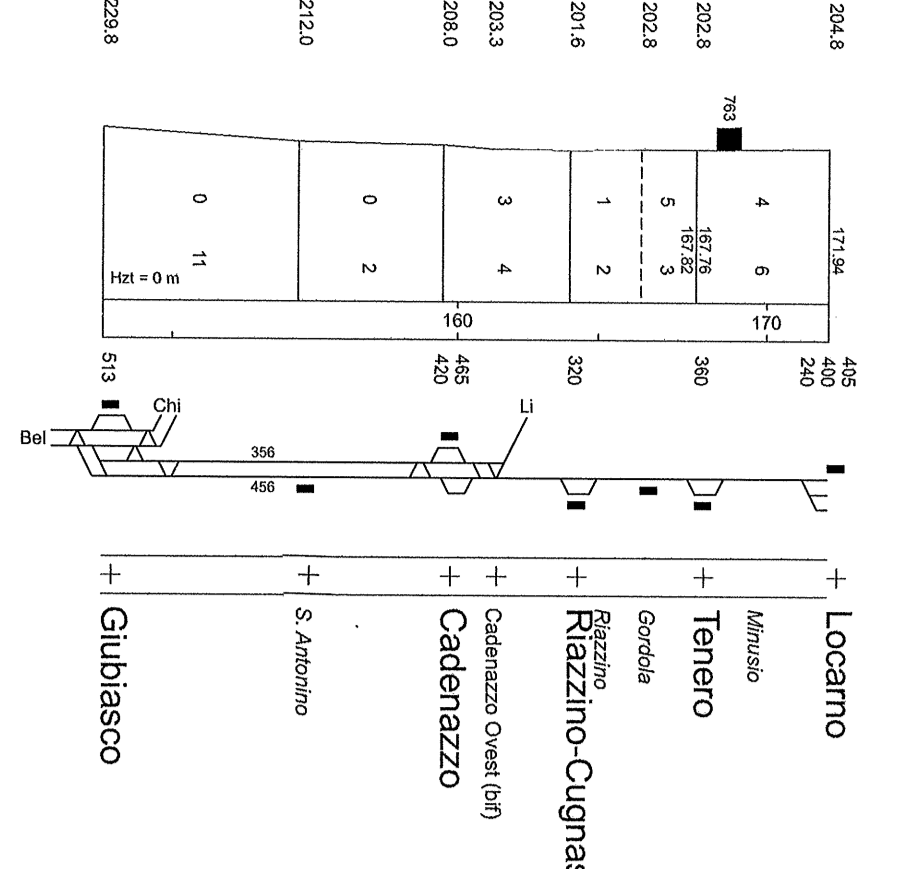 229.8
212.0
208.0
203.3
201.6
202.8
202.8
204.8
763
0
0
3
1
5
4
11
2
4
2
3
6
167.82
167.76
171.94
Hzt = 0 m
160
170
513
420
465
320
360
240
400
405
Bel
Chi
Li
356
456
Giubiasco
S. Antonino
Cadenazzo
Cadenazzo Ovest (bif)
Riazzino-Cugnas
Riazzino
Gordola
Tenero
Minusio
Locarno